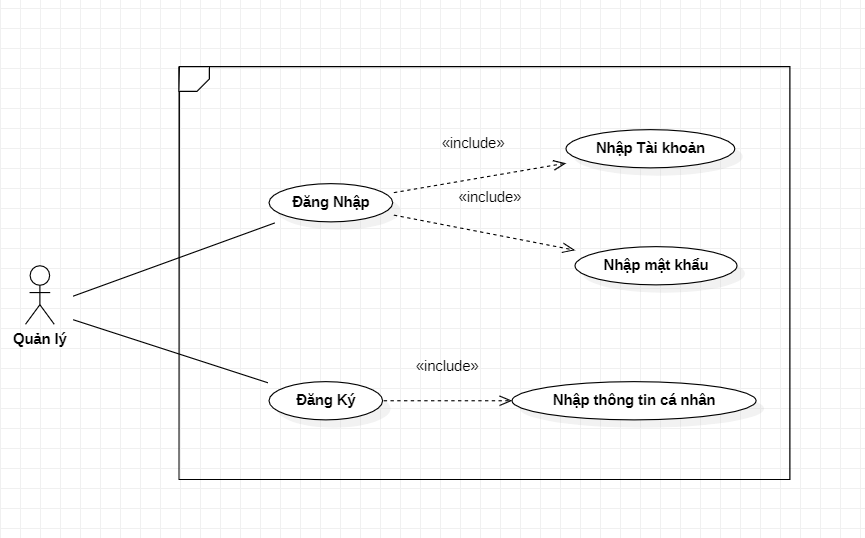 «include»
Nhập Tài khoản
Đăng Nhập
«include»
Nhập mật khẩu
Quản lý
«include»
Đăng Ký
Nhập thông tin cá nhân